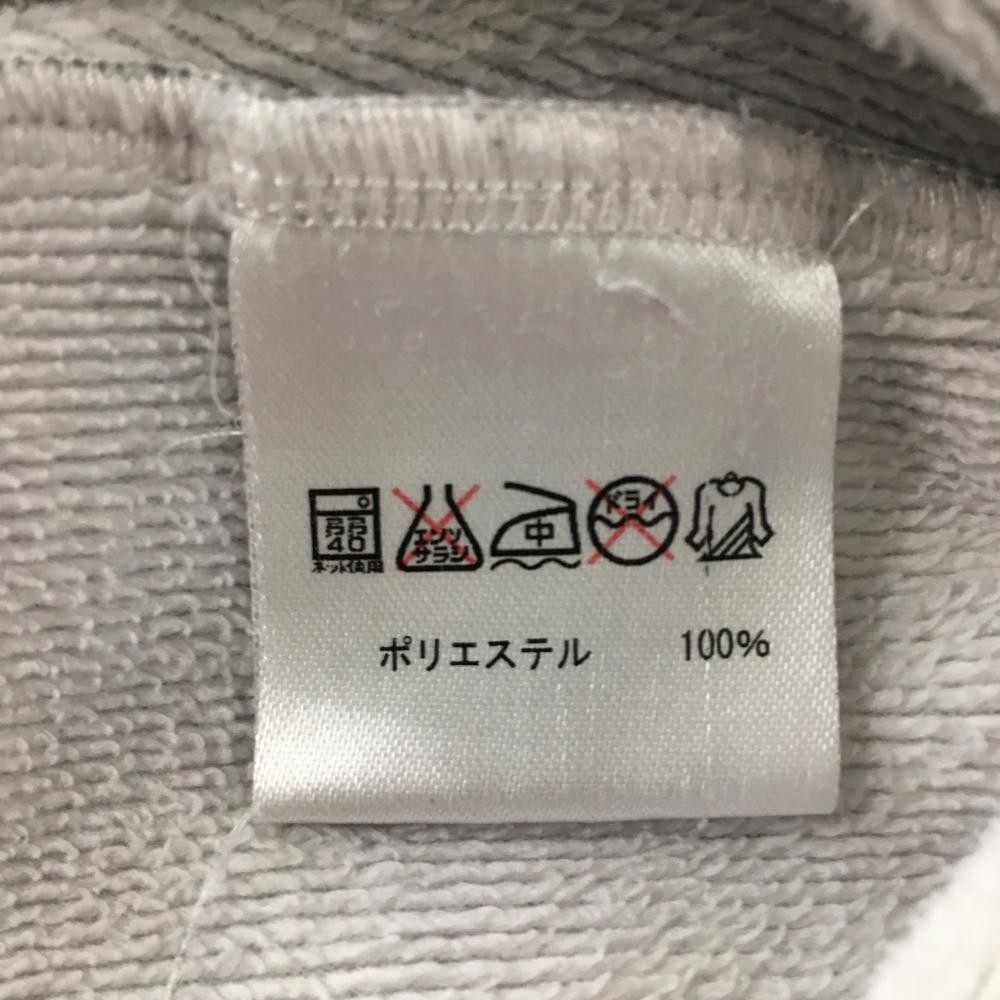 弱 40 エンソサラシ 中 ドライ
ネット使用
ポリエステル 100%